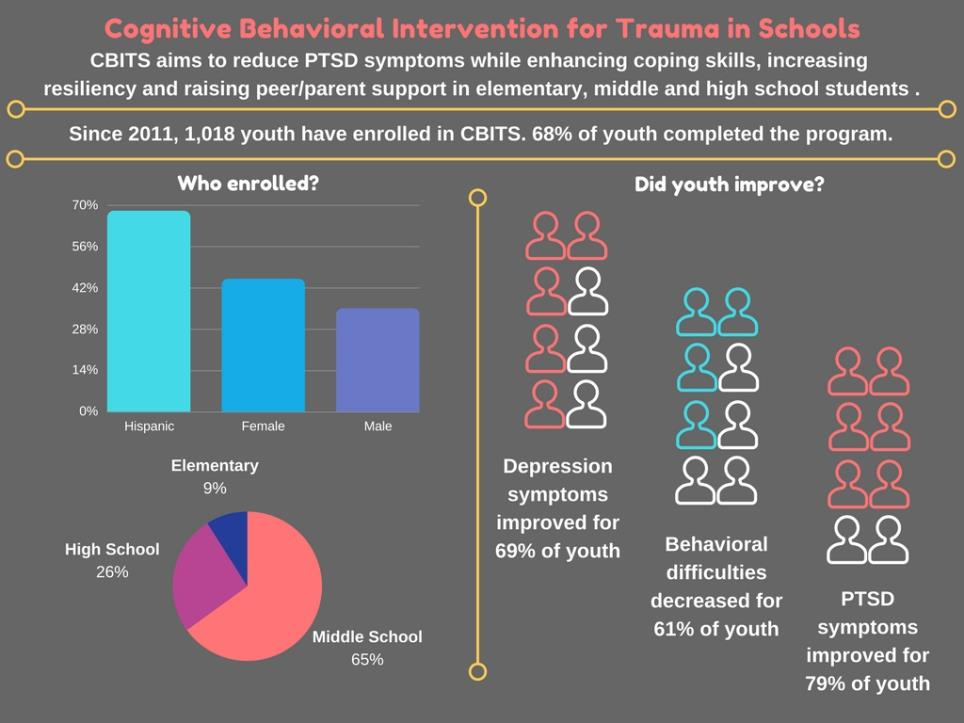 Cognitive Behavioral Intervention for Trauma in Schools
CBITS aims to reduce PTSD symptoms while enhancing coping skills, increasing
resiliency and raising peer/parent support in elementary, middle and high school students .
Since 2011, 1,018 youth have enrolled in CBITS. 68% of youth completed the program.
Who enrolled?
70%
56%
42%
28%
14%
0%
Hispanic
Female
Male
Elementary
9%
High School
26%
Middle School
65%
Did youth improve?
Depression
symptoms
improved for
69% of youth
Behavioral
difficulties
decreased for
61% of youth
PTSD
symptoms
improved for
79% of youth